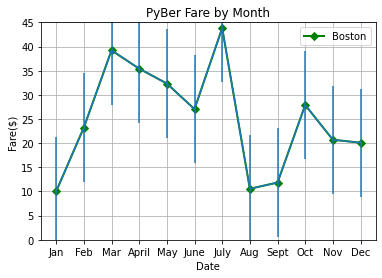 PyBer Fare by Month
Boston
Fare($)
45
40
35
30
25
20
15
10
5
0
Jan Feb Mar April May June July Aug Sept Oct Nov Dec
Date